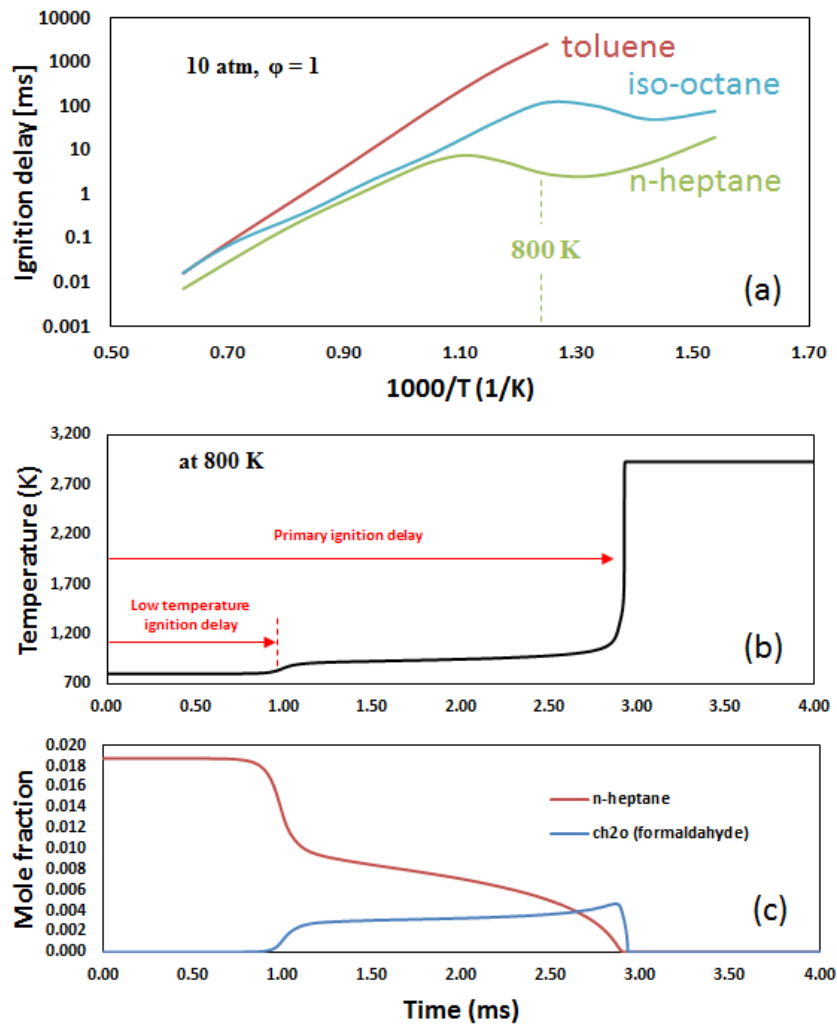 10000
1000
100
10
1
0.1
0.01
0.001
Ignition delay [ms]
10 atm, φ = 1
toluene
iso-octane
n-heptane
800 K
(a)
0.50 0.70 0.90 1.10 1.30 1.50 1.70
1000/T (1/K)
3,200
2,700
2,200
1,700
1,200
700
Temperature (K)
at 800 K
Primary ignition delay
Low temperature
ignition delay
(b)
0.00 0.50 1.00 1.50 2.00 2.50 3.00 3.50 4.00
0.020
0.018
0.016
0.014
0.012
0.010
0.008
0.006
0.004
0.002
0.000
Mole fraction
n-heptane
ch2o (formaldahyde)
(c)
0.00 0.50 1.00 1.50 2.00 2.50 3.00 3.50 4.00
Time (ms)